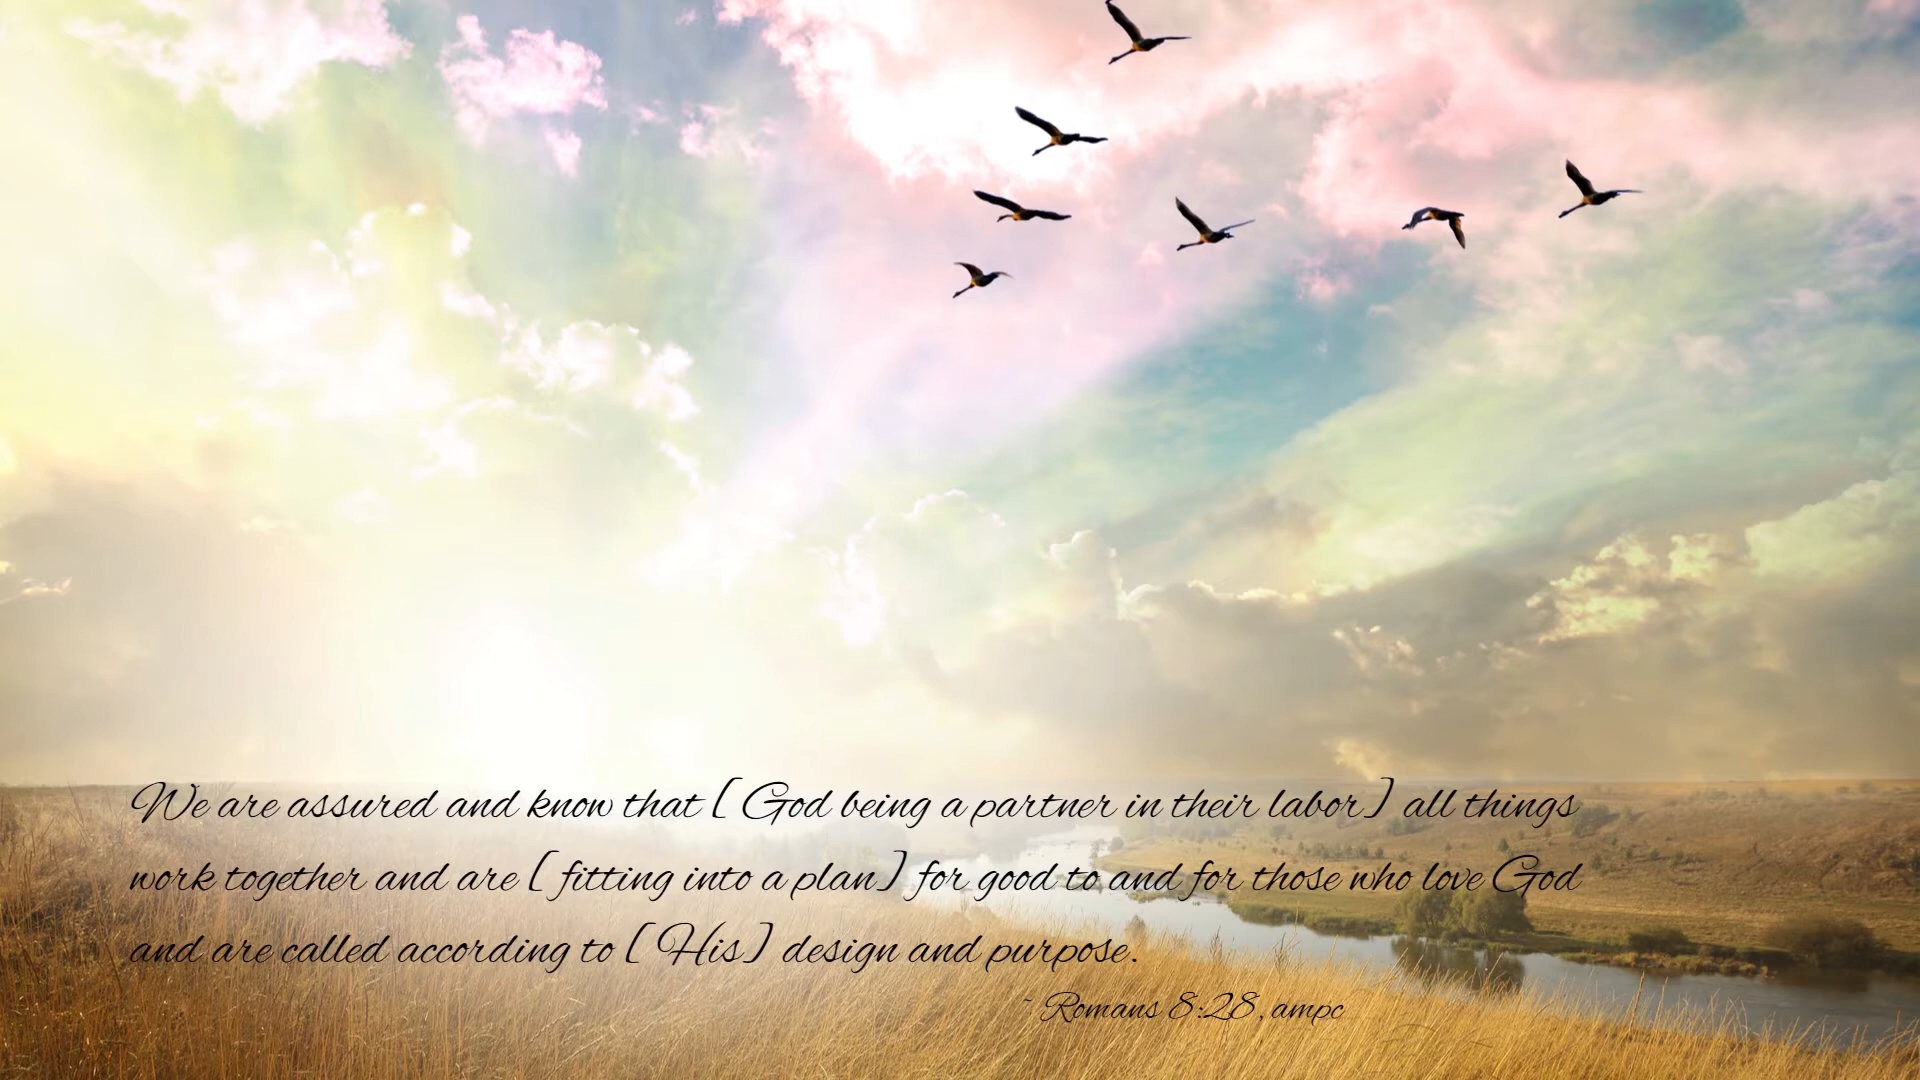 We are assured and know that [God being a partner in their labor] all things
work together and are [fitting into a plan] for good to and for those who love God
and are called according to [His] design and purpose.
~ Romans 8:28, ampc